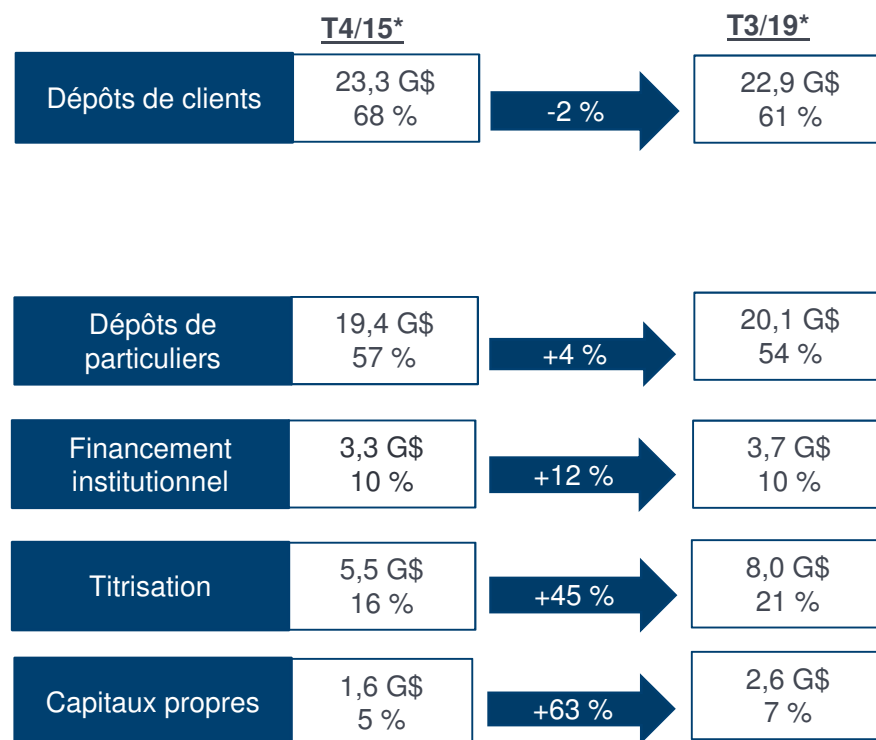 T4/15*
T3/19*
Dépôts de clients
23,3 G$
68 %
-2 %
22,9 G$
61 %
Dépôts de
particuliers
19,4 G$
57 %
+4 %
20,1 G$
54 %
Financement
institutionnel
3,3 G$
10 %
+12 %
3,7 G$
10 %
Titrisation
5,5 G$
16 %
+45 %
8,0 G$
21 %
Capitaux propres
1,6 G$
5 %
+63 %
2,6 G$
7 %